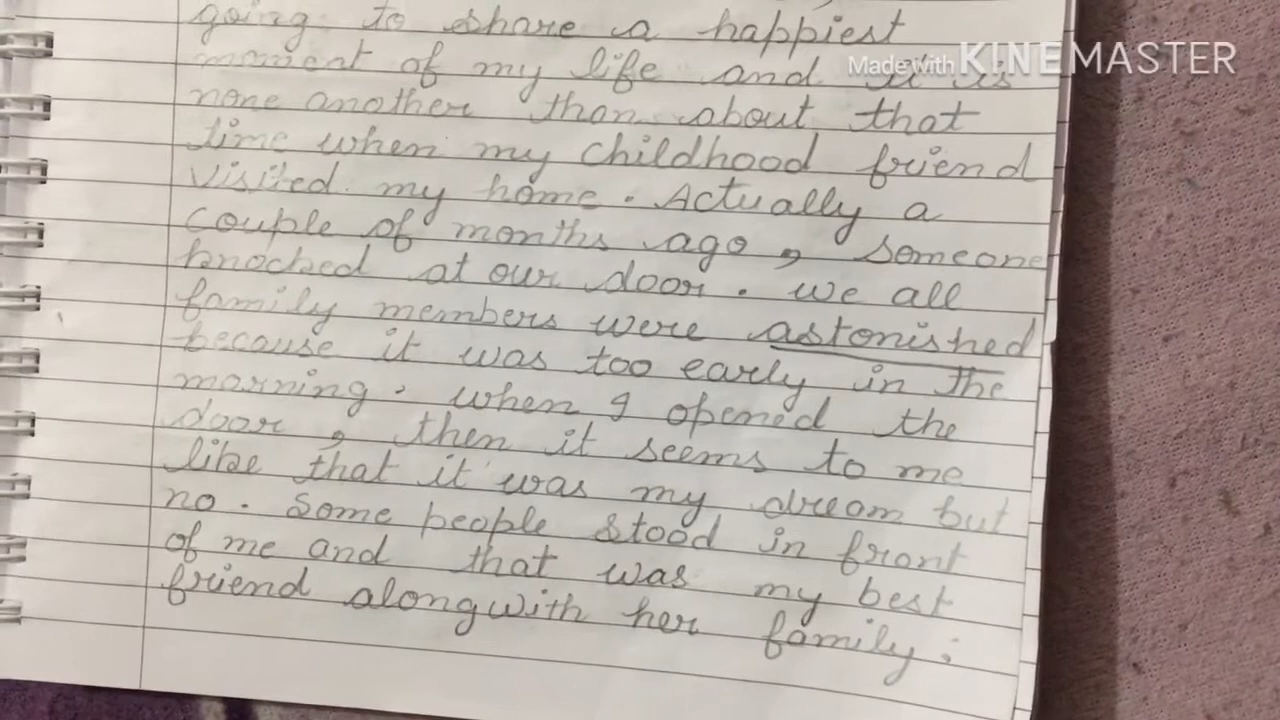 going to share a happiest
moment of my life and it is
Made with KINEMASTER
none another than about that
time when my childhood friend
visited my home. Actually a
couple of months ago, someone
knocked at our door. we all
family members were astonished
because it was too early in the
morning. when I opened the
door, then it seems to me
like that it was my dream but
no. Some people stood in front
of me and that was my best
friend alongwith her family.